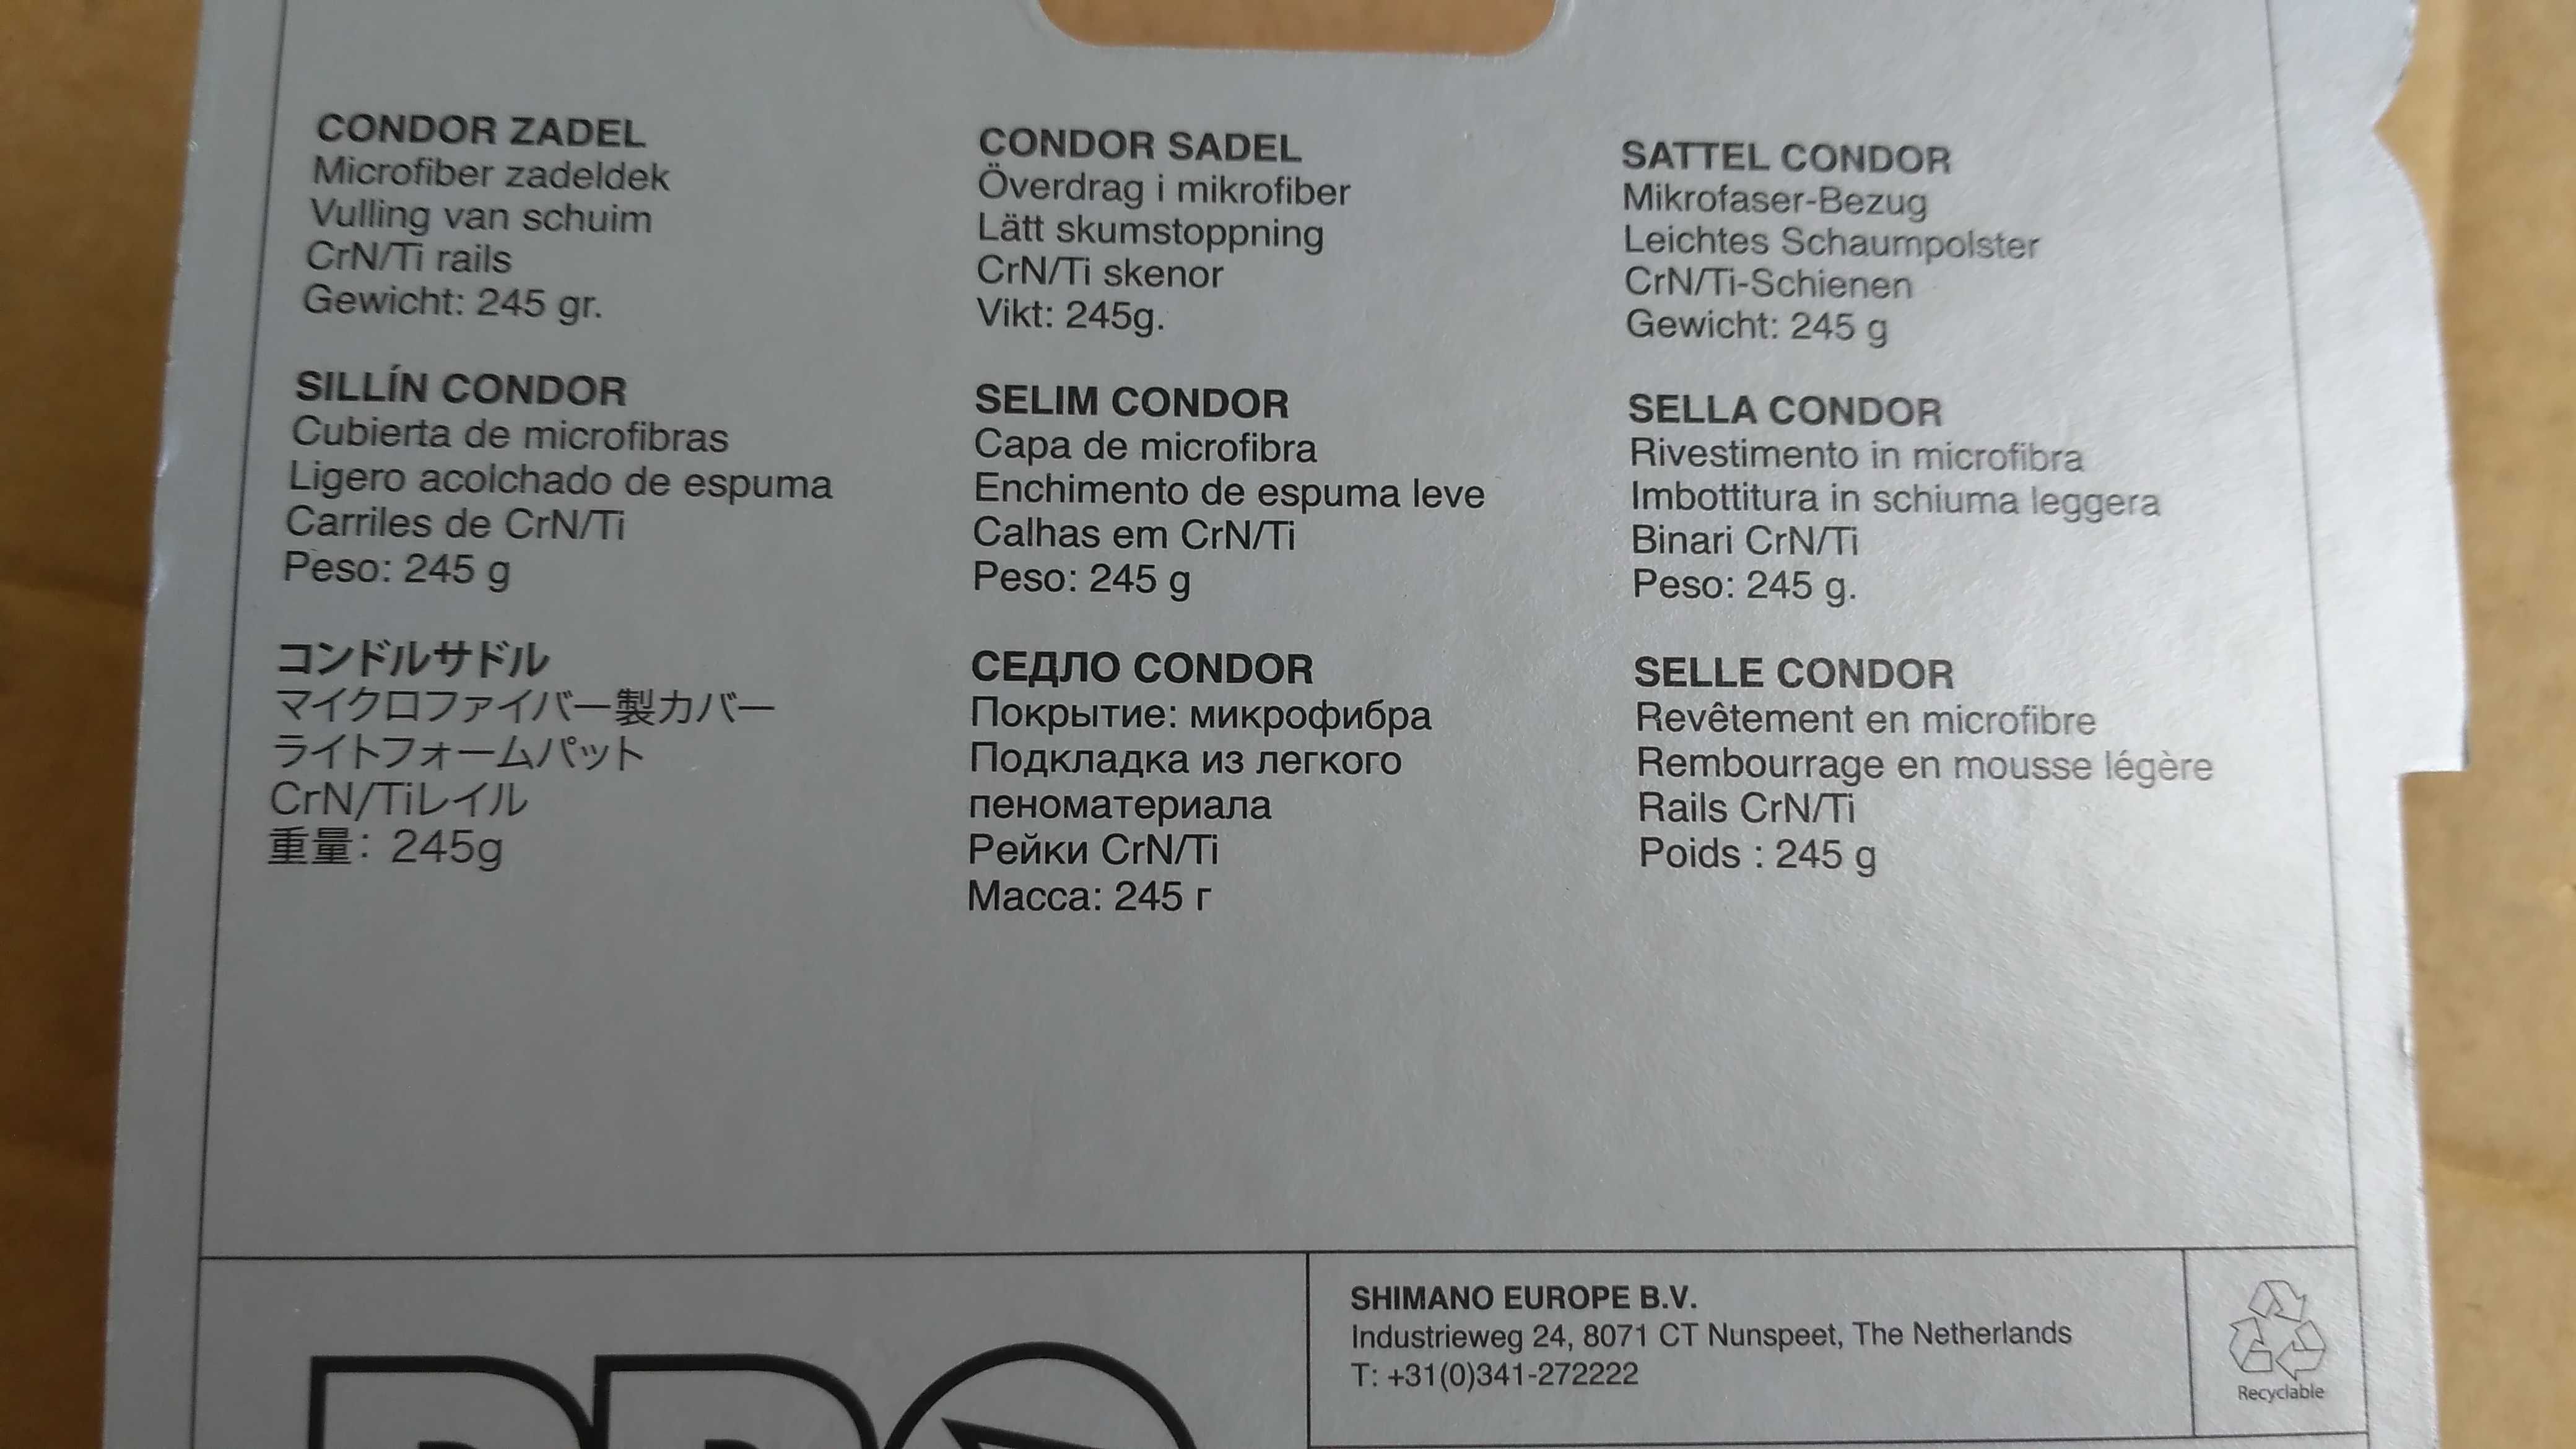 CONDOR ZADEL
Microfiber zadeldek
Vulling van schuim
CrN/Ti rails
Gewicht: 245 gr.
CONDOR SADEL
Överdrag i mikrofiber
Lätt skumstoppning
CrN/Ti skenor
Vikt: 245g.
SATTEL CONDOR
Mikrofaser-Bezug
Leichtes Schaumpolster
CrN/Ti-Schienen
Gewicht: 245 g
SILLÍN CONDOR
Cubierta de microfibras
Ligero acolchado de espuma
Carriles de CrN/Ti
Peso: 245 g
SELIM CONDOR
Capa de microfibra
Enchimento de espuma leve
Calhas em CrN/Ti
Peso: 245 g
SELLA CONDOR
Rivestimento in microfibra
Imbottitura in schiuma leggera
Binari CrN/Ti
Peso: 245 g.
コンドルサドル
マイクロファイバー製カバー
ライトフォームパット
CrN/Tiレイル
重量: 245g
СЕДЛО CONDOR
Покрытие: микрофибра
Подкладка из легкого
пеноматериала
Рейки CrN/Ti
Масса: 245 г
SELLE CONDOR
Revêtement en microfibre
Rembourrage en mousse légère
Rails CrN/Ti
Poids : 245 g
PRO
SHIMANO EUROPE B.V.
Industrieweg 24, 8071 CT Nunspeet, The Netherlands
T: +31(0)341-272222
Recyclable